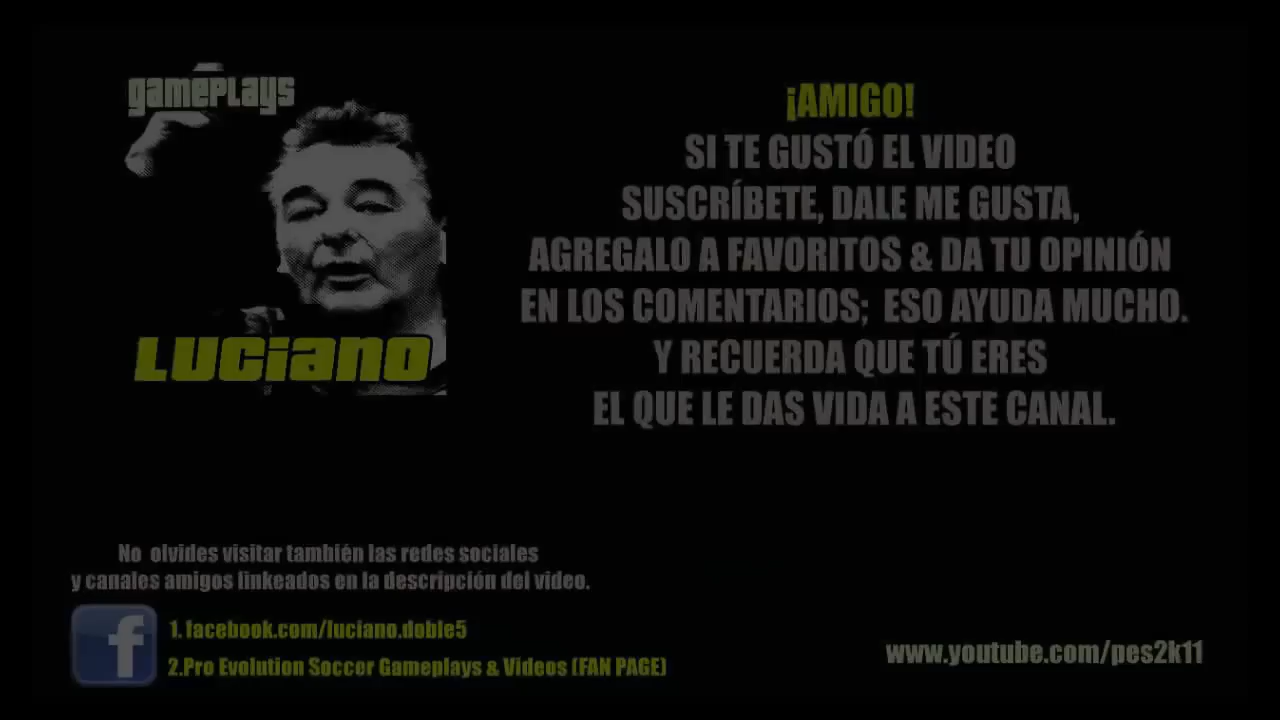 gameplays
LUCIANO
¡AMIGO!
SI TE GUSTÓ EL VIDEO
SUSCRÍBETE, DALE ME GUSTA,
AGREGALO A FAVORITOS & DA TU OPINIÓN
EN LOS COMENTARIOS; ESO AYUDA MUCHO.
Y RECUERDA QUE TÚ ERES
EL QUE LE DAS VIDA A ESTE CANAL.
No olvides visitar también las redes sociales
y canales amigos linkeados en la descripción del video.
f
1. facebook.com/luciano.doble5
2.Pro Evolution Soccer Gameplays & Vídeos (FAN PAGE)
www.youtube.com/pes2k11